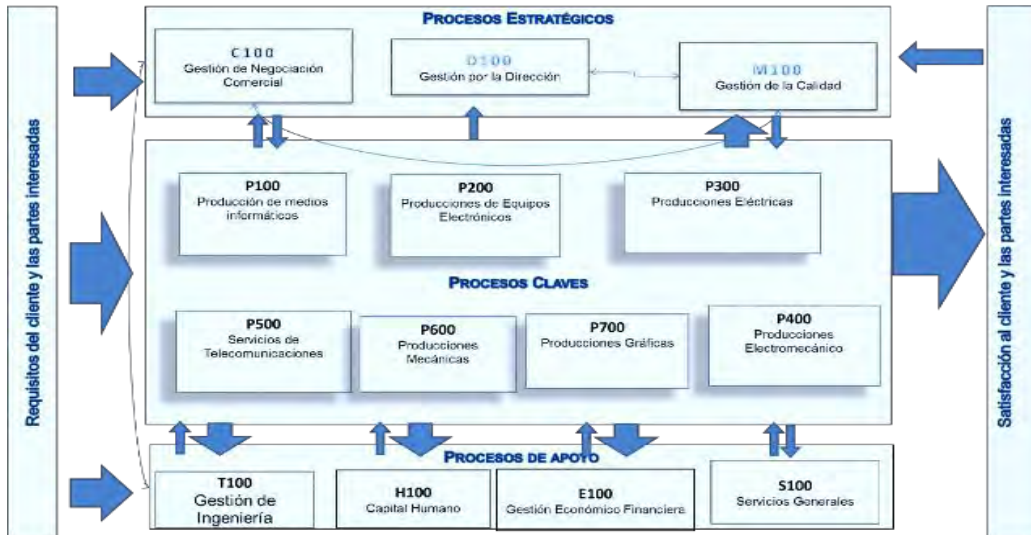 PROCESOS ESTRATÉGICOS
C100
Gestión de Negociación
Comercial
D100
Gestión por la Dirección
M100
Gestión de la Calidad
Requisitos del cliente y las partes interesadas
Satisfacción al cliente y las partes interesadas
P100
Producción de medios
informáticos
P200
Producciones de Equipos
Electrónicos
P300
Producciones Eléctricas
PROCESOS CLAVES
P500
Servicios de
Telecomunicaciones
P600
Producciones
Mecánicas
P700
Producciones Gráficas
P400
Producciones
Electromecánico
PROCESOS DE APOYO
T100
Gestión de
Ingeniería
H100
Capital Humano
E100
Gestión Económico Financiera
S100
Servicios Generales